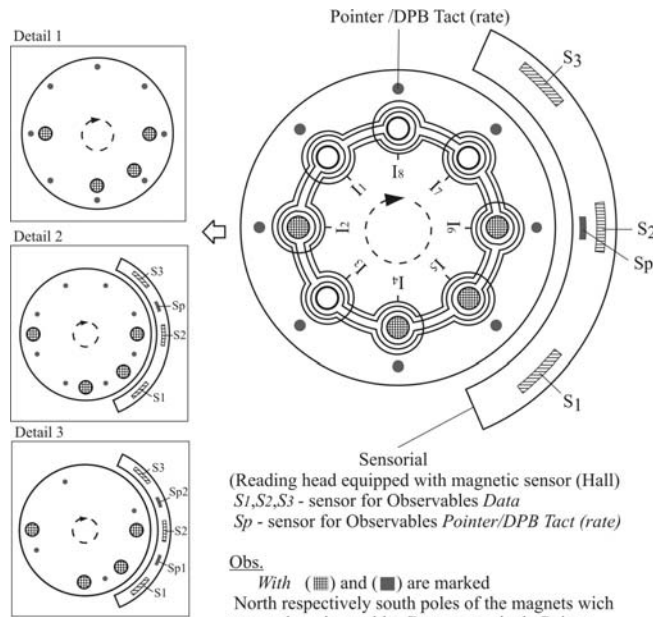 Pointer /DPB Tact (rate)
Detail 1
S3
I8
I1
I7
I2
I6
I3
I5
I4
S2
Sp
S1
Detail 2
S3
Sp
S2
S1
Detail 3
S3
Sp2
S2
Sp1
S1
Sensorial
(Reading head equipped with magnetic sensor (Hall)
S1,S2,S3 - sensor for Observables Data
Sp - sensor for Observables Pointer/DPB Tact (rate)
Obs.
With ( ) and ( ) are marked
North respectively south poles of the magnets wich